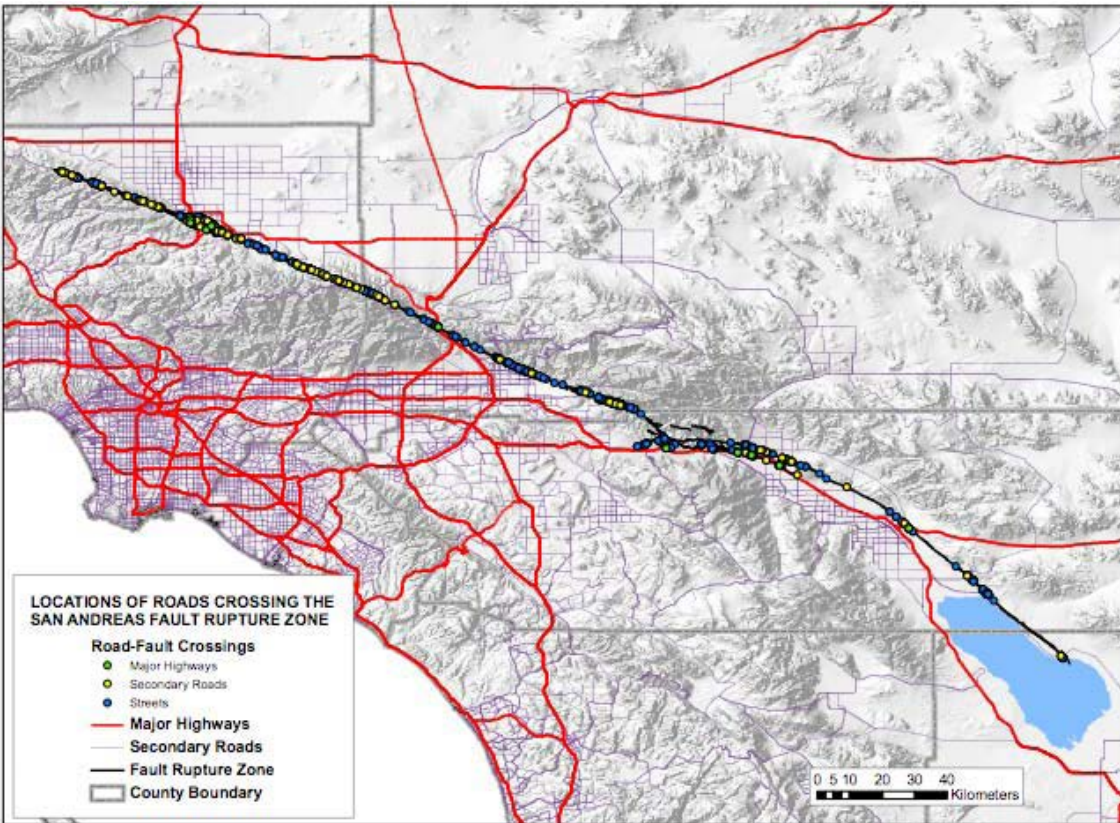 LOCATIONS OF ROADS CROSSING THE
SAN ANDREAS FAULT RUPTURE ZONE
Road-Fault Crossings
Major Highways
Secondary Roads
Streets
Major Highways
Secondary Roads
Fault Rupture Zone
County Boundary
0 5 10 20 30 40
Kilometers